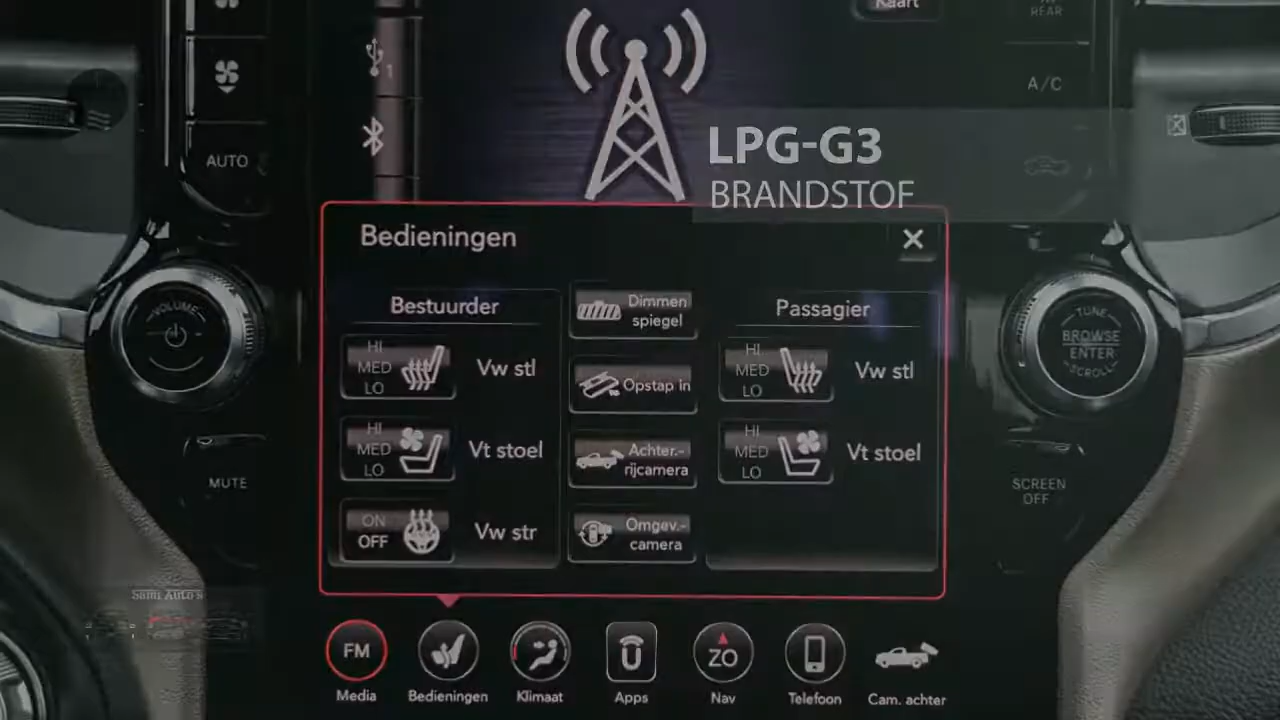 Kaart
REAR
1
A/C
AUTO
LPG-G3
BRANDSTOF
Bedieningen
Bestuurder
Dimmen
spiegel
Passagier
VOLUME
TUNE
BROWSE
ENTER
SCROLL
HI
MED
LO
Vw stl
Opstap in
HI
MED
LO
Vw stl
HI
MED
LO
Vt stoel
Achter.-
rijcamera
HI
MED
LO
Vt stoel
MUTE
SCREEN
OFF
ON
OFF
Vw str
Omgev.-
camera
Sami Auto's
FM
ZO
Media
Bedieningen
Klimaat
Apps
Nav
Telefoon
Cam. achter